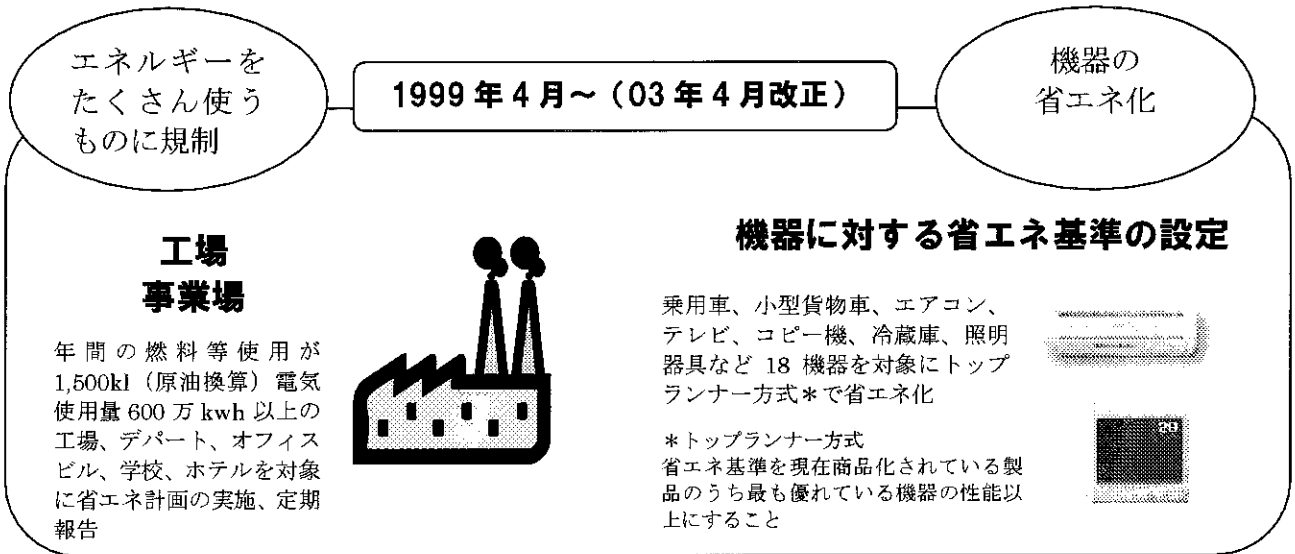 エネルギーを
たくさん使う
ものに規制
1999年4月～（03年4月改正）
機器の
省エネ化
工場
事業場
年間の燃料等使用が
1,500kl（原油換算）電気
使用量 600 万 kwh 以上の
工場、デパート、オフィス
ビル、学校、ホテルを対象
に省エネ計画の実施、定期
報告
機器に対する省エネ基準の設定
乗用車、小型貨物車、エアコン、
テレビ、コピー機、冷蔵庫、照明
器具など 18 機器を対象にトップ
ランナー方式＊で省エネ化
＊トップランナー方式
省エネ基準を現在商品化されている製
品のうち最も優れている機器の性能以
上にすること